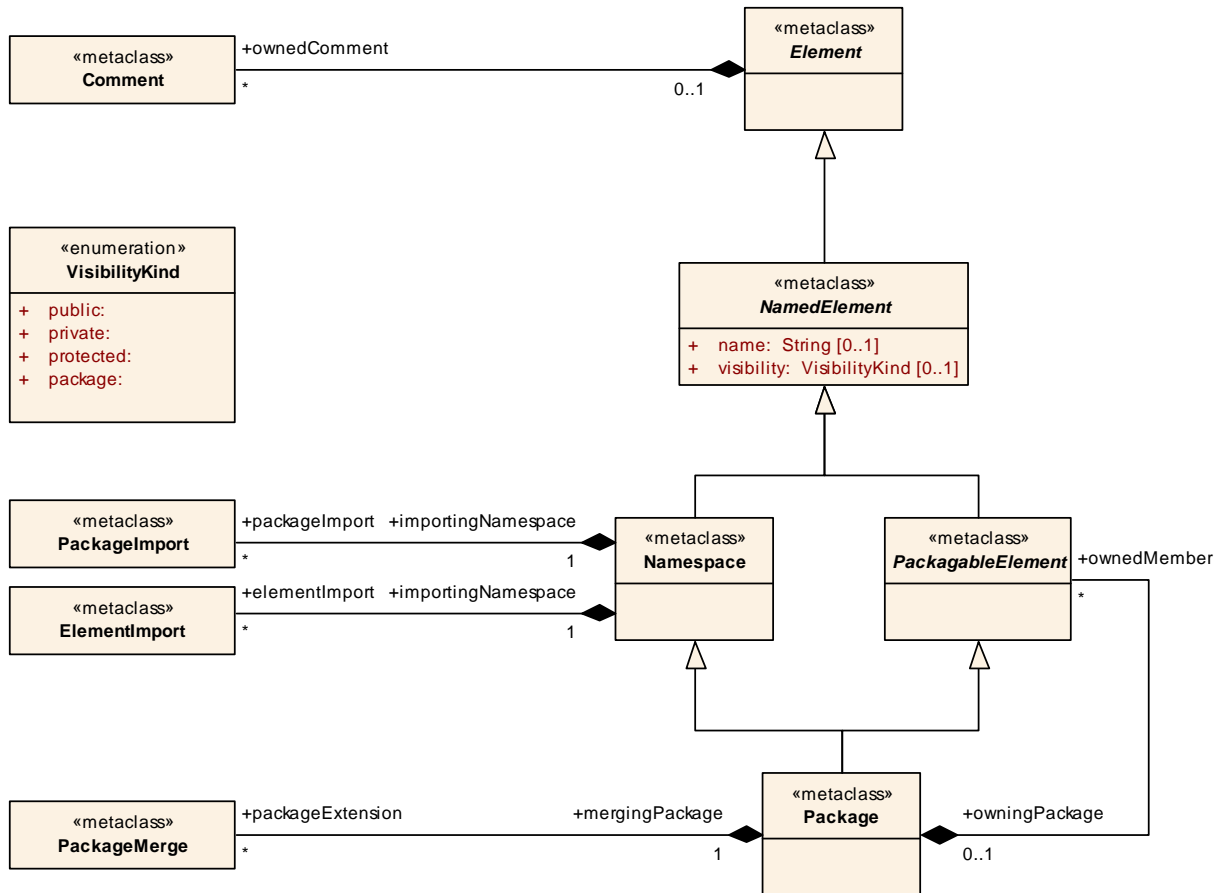 «metaclass»
Element
«metaclass»
Comment
+ownedComment
*
0..1
«enumeration»
VisibilityKind
+ public:
+ private:
+ protected:
+ package:
«metaclass»
NamedElement
+ name: String [0..1]
+ visibility: VisibilityKind [0..1]
«metaclass»
PackageImport
+packageImport +importingNamespace
* 1
«metaclass»
Namespace
«metaclass»
PackagableElement
+ownedMember
*
«metaclass»
ElementImport
+elementImport +importingNamespace
* 1
«metaclass»
PackageMerge
+packageExtension +mergingPackage
* 1
«metaclass»
Package
+owningPackage
0..1